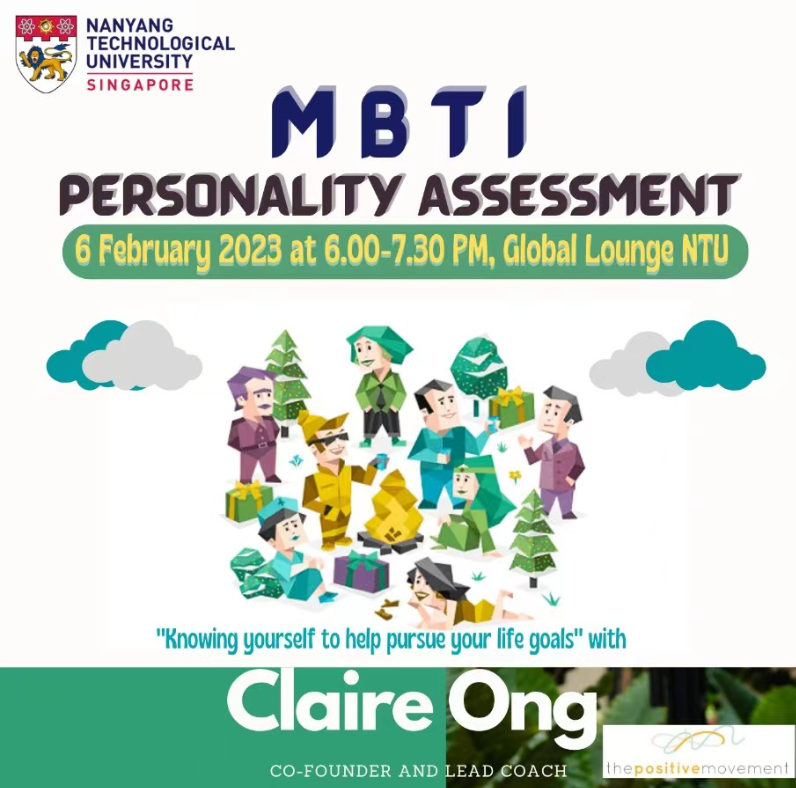 NANYANG
TECHNOLOGICAL
UNIVERSITY
SINGAPORE
MBTI
PERSONALITY ASSESSMENT
6 February 2023 at 6.00-7.30 PM, Global Lounge NTU
"Knowing yourself to help pursue your life goals" with
Claire Ong
CO-FOUNDER AND LEAD COACH
thepositivemovement